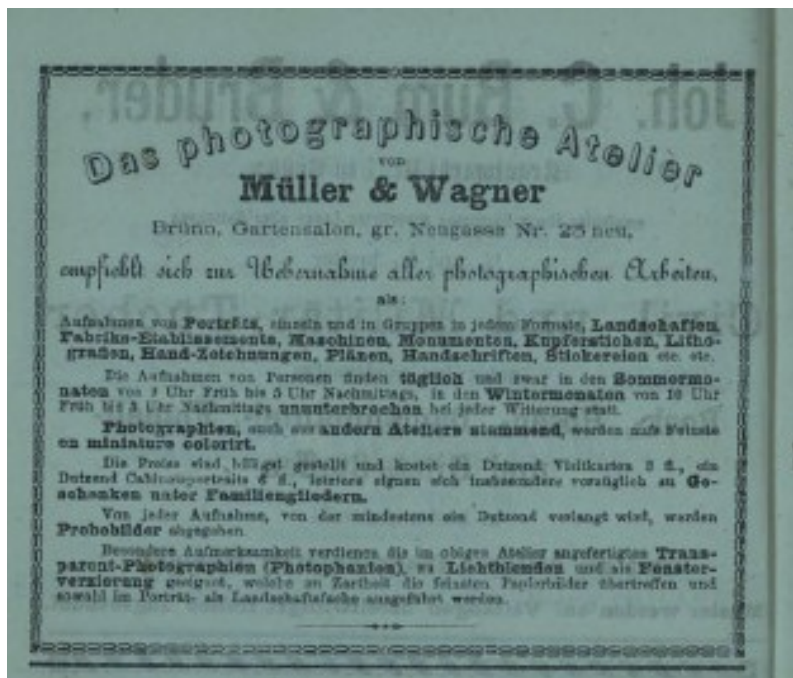 Das photographische Atelier
von
Müller & Wagner
Brünn, Gartensalon, gr. Neugasse Nr. 23 neu,
empfiehlt sich zur Uebernahme aller photographischen Arbeiten,
als:
Aufnahmen von Porträts, einzeln und in Gruppen in jedem Formate, Landschaften
Fabriks-Etablissements, Maschinen, Monumenten, Kupferstichen, Litho-
grafien, Hand-Zeichnungen, Plänen, Handschriften, Stickereien etc. etc.
Die Aufnahmen von Personen finden täglich und zwar in den Sommermo-
naten von Uhr Früh bis 5 Uhr Nachmittags, in den Wintermonaten von 10 Uhr
Früh bis 3 Uhr Nachmittags ununterbrochen bei jeder Witterung statt.
Photographien, auch aus andern Ateliers stammend, werden aufs Feinste
en miniature colorirt.
Die Preise sind billigst gestellt und kostet ein Dutzend Visitkarten fl., ein
Dutzend Cabinetportraits fl., letztere eignen sich insbesondere vorzüglich zu Ge-
schenken unter Familiengliedern.
Von jeder Aufnahme, von der mindestens ein Dutzend verlangt wird, werden
Probebilder abgegeben.
Besondere Aufmerksamkeit verdienen die im obigen Atelier angefertigten Trans-
parent-Photographien (Photophanien), zu Lichtblenden und als Fenster-
verzierung geeignet, welche an Zartheit die feinsten Papierbilder übertreffen und
sowohl im Porträt- als Landschaftsfache ausgeführt werden.